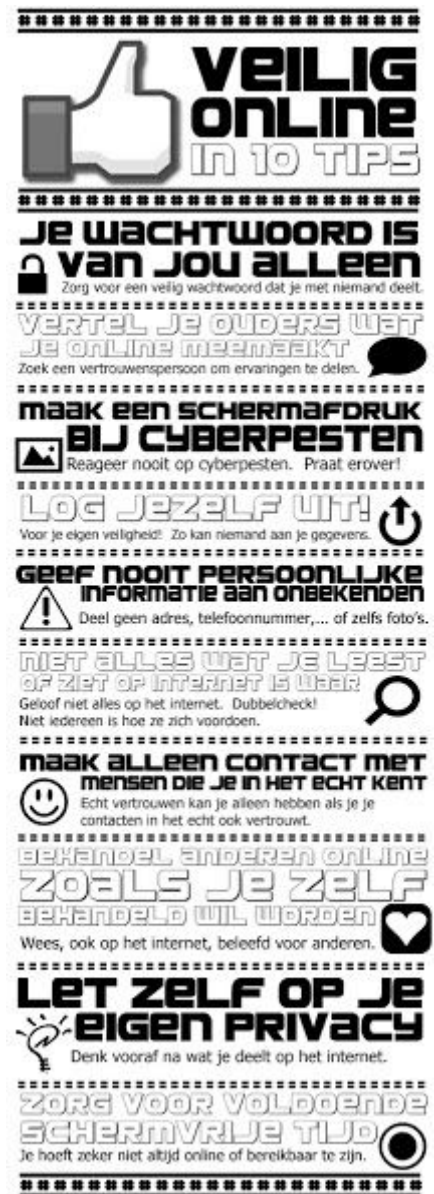 VEILIG
ONLINE
IN 10 TIPS
JE WACHTWOORD IS
VAN JOU ALLEEN
Zorg voor een veilig wachtwoord dat je met niemand deelt.
VERTEL JE OUDERS WAT
JE ONLINE MEEMAAKT
Zoek een vertrouwenspersoon om ervaringen te delen.
MAAK EEN SCHERMAFDRUK
BIJ CYBERPESTEN
Reageer nooit op cyberpesten. Praat erover!
LOG JEZELF UIT!
Voor je eigen veiligheid! Zo kan niemand aan je gegevens.
GEEF NOOIT PERSOONLIJKE
INFORMATIE AAN ONBEKENDEN
Deel geen adres, telefoonnummer,... of zelfs foto's.
NIET ALLES WAT JE LEEST
OF ZIET OP INTERNET IS WAAR
Geloof niet alles op het internet. Dubbelcheck!
Niet iedereen is hoe ze zich voordoen.
MAAK ALLEEN CONTACT MET
MENSEN DIE JE IN HET ECHT KENT
Echt vertrouwen kan je alleen hebben als je je
contacten in het echt ook vertrouwt.
BEHANDEL ANDEREN ONLINE
ZOALS JE ZELF
BEHANDELD WIL WORDEN
Wees, ook op het internet, beleefd voor anderen.
LET ZELF OP JE
EIGEN PRIVACY
Denk vooraf na wat je deelt op het internet.
ZORG VOOR VOLDOENDE
SCHERMVRIJE TIJD
Je hoeft zeker niet altijd online of bereikbaar te zijn.